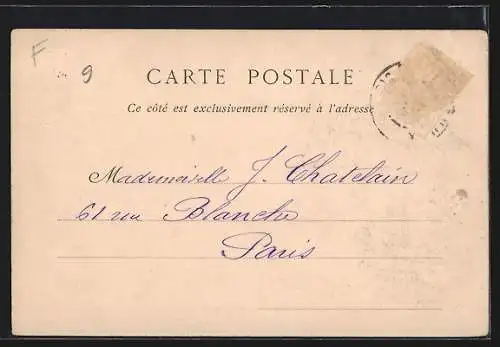 F
9
CARTE POSTALE
Ce côté est exclusivement réservé à l'adresse
Mademoiselle J. Chatelain
61 rue Blanche
Paris